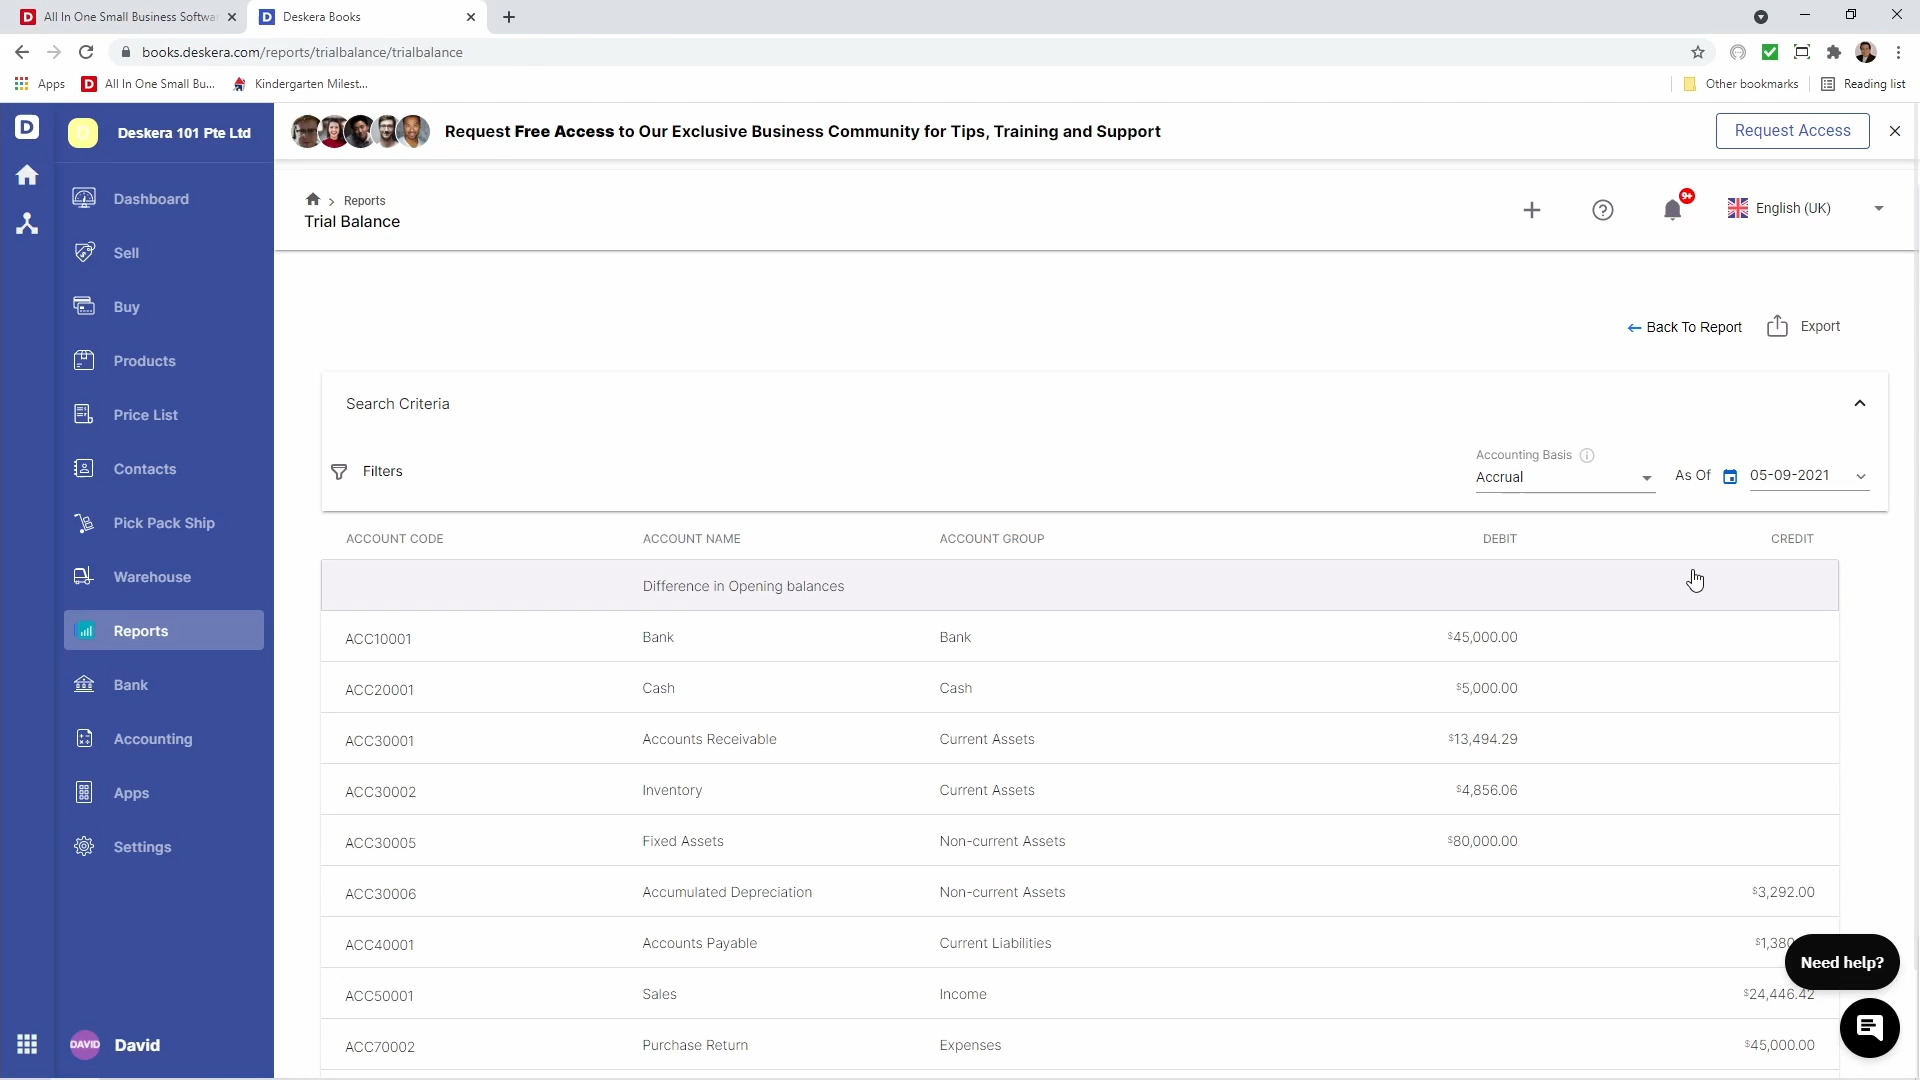 All In One Small Business Softwa
Deskera Books
books.deskera.com/reports/trialbalance/trialbalance
Apps
All In One Small Bu...
Kindergarten Milest...
Other bookmarks
Reading list
Deskera 101 Pte Ltd
Request Free Access to Our Exclusive Business Community for Tips, Training and Support
Request Access
Dashboard
Sell
Buy
Products
Price List
Contacts
Pick Pack Ship
Warehouse
Reports
Bank
Accounting
Apps
Settings
DAVID
David
> Reports
Trial Balance
9+
English (UK)
Back To Report
Export
Search Criteria
Filters
Accounting Basis
Accrual
As Of
05-09-2021
ACCOUNT CODE ACCOUNT NAME ACCOUNT GROUP DEBIT CREDIT
Difference in Opening balances
ACC10001 Bank Bank $45,000.00
ACC20001 Cash Cash $5,000.00
ACC30001 Accounts Receivable Current Assets $13,494.29
ACC30002 Inventory Current Assets $4,856.06
ACC30005 Fixed Assets Non-current Assets $80,000.00
ACC30006 Accumulated Depreciation Non-current Assets $3,292.00
ACC40001 Accounts Payable Current Liabilities $1,380
ACC50001 Sales Income $24,446.42
ACC70002 Purchase Return Expenses $45,000.00
Need help?